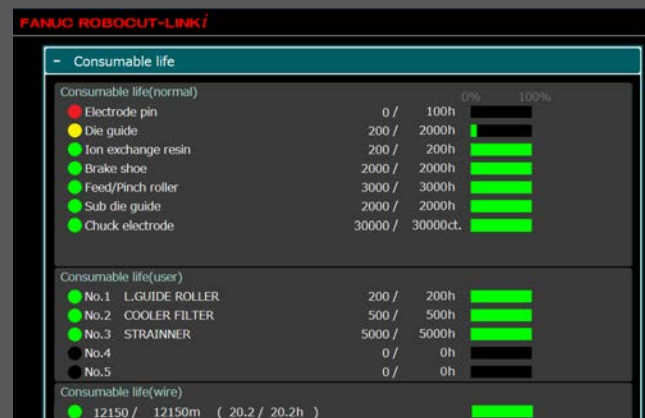 FANUC ROBOCUT-LINKi
- Consumable life
Consumable life(normal)
0% 100%
Electrode pin 0 / 100h
Die guide 200 / 2000h
Ion exchange resin 200 / 200h
Brake shoe 2000 / 2000h
Feed/Pinch roller 3000 / 3000h
Sub die guide 2000 / 2000h
Chuck electrode 30000 / 30000ct.
Consumable life(user)
No.1 L.GUIDE ROLLER 200 / 200h
No.2 COOLER FILTER 500 / 500h
No.3 STRAINNER 5000 / 5000h
No.4 0 / 0h
No.5 0 / 0h
Consumable life(wire)
12150 / 12150m ( 20.2 / 20.2h )